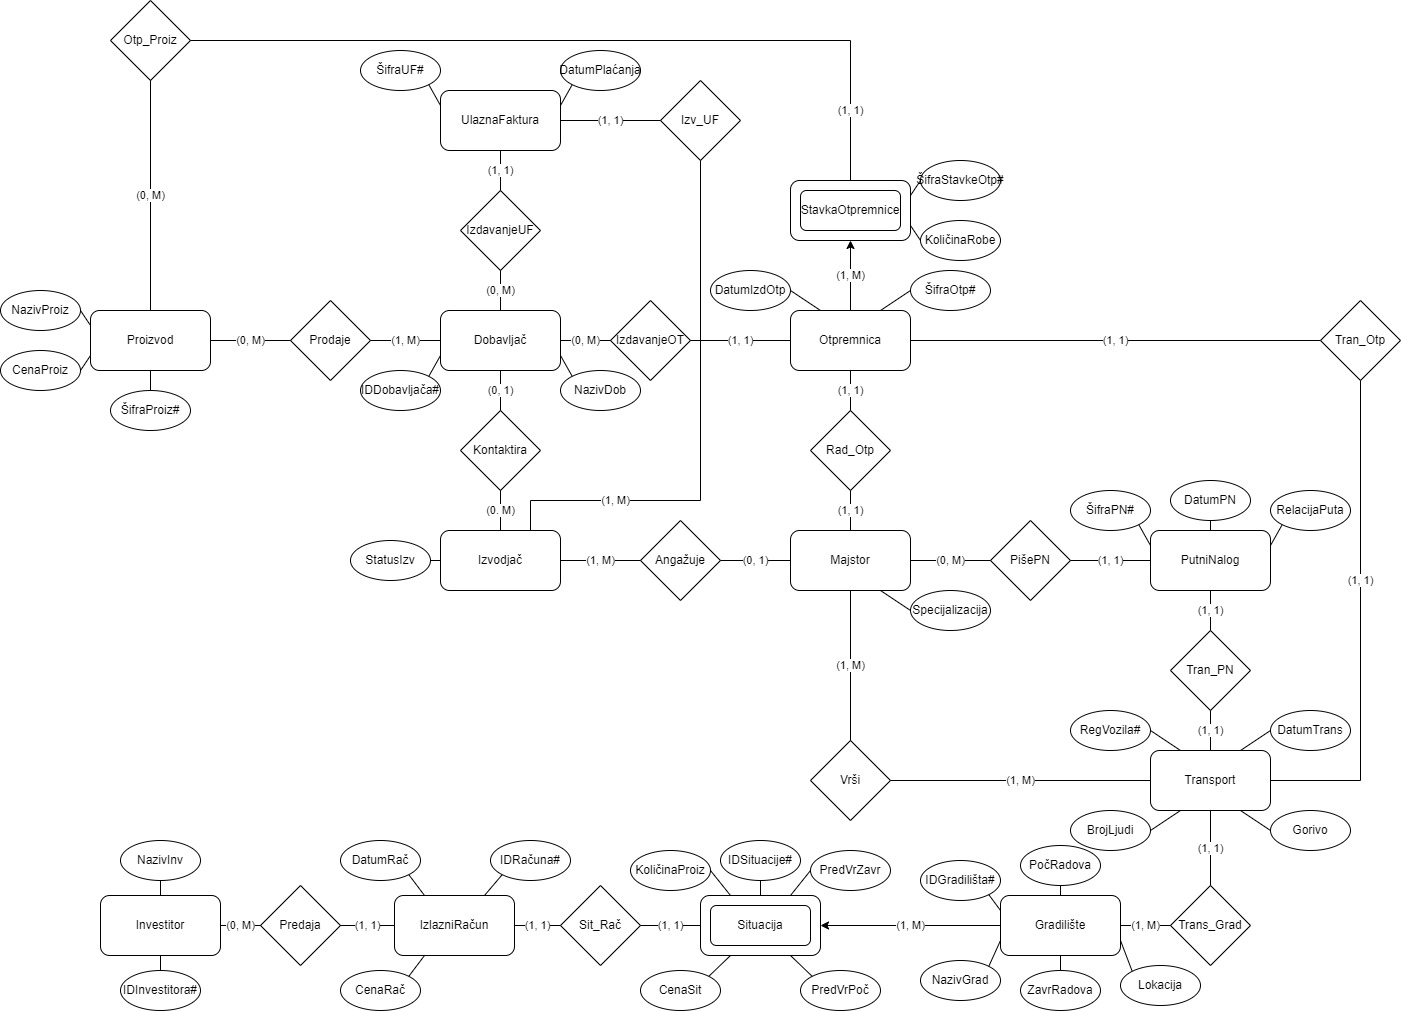 Otp_Proiz
ŠifraUF#
DatumPlaćanja
UlaznaFaktura
(1, 1)
Izv_UF
(1, 1)
(1, 1)
ŠifraStavkeOtp#
(0, M)
StavkaOtpremnice
IzdavanjeUF
KoličinaRobe
(1, M)
DatumIzdOtp
ŠifraOtp#
(0, M)
NazivProiz
Proizvod
(0, M)
Prodaje
(1, M)
Dobavljač
(0, M)
IzdavanjeOT
(1, 1)
Otpremnica
(1, 1)
Tran_Otp
CenaProiz
IDDobavljača#
(0, 1)
NazivDob
(1, 1)
ŠifraProiz#
Kontaktira
Rad_Otp
(1, M)
DatumPN
(0. M)
(1, 1)
ŠifraPN#
RelacijaPuta
StatusIzv
Izvodjač
(1, M)
Angažuje
(0, 1)
Majstor
(0, M)
PišePN
(1, 1)
PutniNalog
(1, 1)
Specijalizacija
(1, 1)
(1, M)
Tran_PN
RegVozila#
(1, 1)
DatumTrans
Vrši
(1, M)
Transport
BrojLjudi
Gorivo
(1, 1)
NazivInv
DatumRač
IDRačuna#
KoličinaProiz
IDSituacije#
PredVrZavr
IDGradilišta#
PočRadova
Investitor
(0, M)
Predaja
(1, 1)
IzlazniRačun
(1, 1)
Sit_Rač
(1, 1)
Situacija
(1, M)
Gradilište
(1, M)
Trans_Grad
IDInvestitora#
CenaRač
CenaSit
PredVrPoč
NazivGrad
ZavrRadova
Lokacija